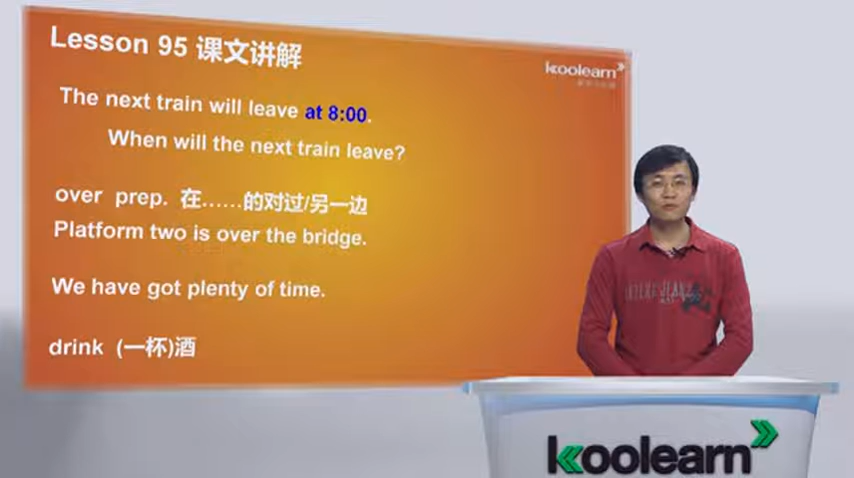 Lesson 95 课文讲解
koolearn
The next train will leave at 8:00.
When will the next train leave?
over prep. 在……的对过/另一边
Platform two is over the bridge.
We have got plenty of time.
drink (一杯)酒
koolearn